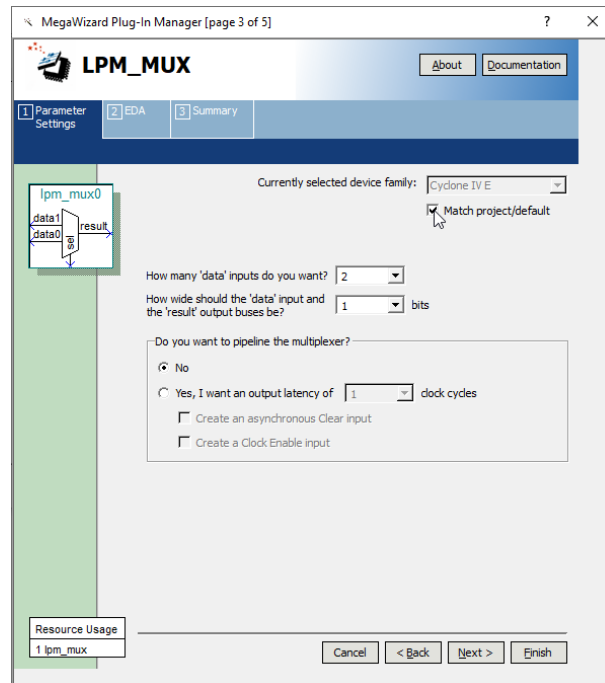 MegaWizard Plug-In Manager [page 3 of 5] ?
LPM_MUX
About Documentation
1 Parameter Settings 2 EDA 3 Summary
Currently selected device family: Cyclone IV E
Match project/default
lpm_mux0
data1
data0
sel
result
How many 'data' inputs do you want? 2
How wide should the 'data' input and
the 'result' output buses be? 1 bits
Do you want to pipeline the multiplexer?
No
Yes, I want an output latency of 1 clock cycles
Create an asynchronous Clear input
Create a Clock Enable input
Resource Usage
1 lpm_mux
Cancel < Back Next > Finish